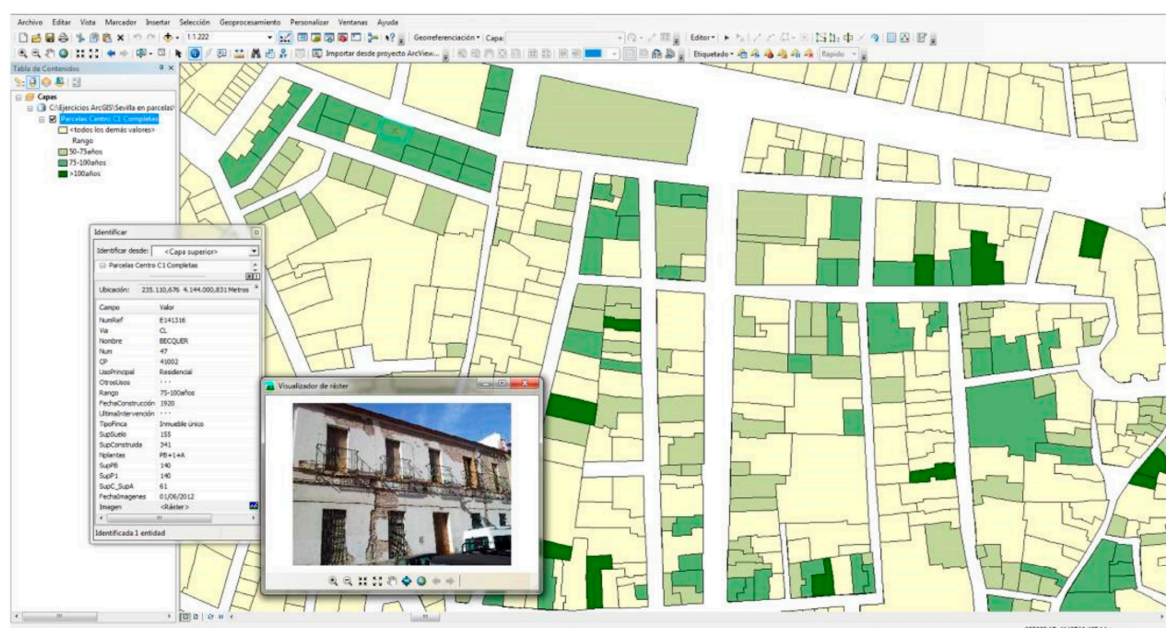 Archivo Editar Vista Marcador Insertar Selección Geoprocesamiento Personalizar Ventanas Ayuda
1:1.222
Georreferenciación Capa:
Editor
Importar desde proyecto ArcView...
Etiquetado
Rápido
Tabla de Contenidos
Capas
C:\Ejercicios ArcGIS\Sevilla en parcelas\
Parcelas Centro C1 Completas
<todos los demás valores>
Rango
50-75años
75-100años
>100años
Identificar
Identificar desde: <Capa superior>
Parcelas Centro C1 Completas
Ubicación: 235.110,676 4.144.000,831 Metros
Campo Valor
NumRef E141316
Via CL
Nombre BECQUER
Num 47
CP 41002
UsoPrincipal Residencial
OtrosUsos ...
Rango 75-100años
FechaConstrucción 1920
UltimaIntervención ...
TipoFinca Inmueble único
SupSuelo 155
SupConstruida 341
Nplantas PB+1+A
SupPB 140
SupP1 140
SupC_SupA 61
FechaImagenes 01/06/2012
Imagen <Ráster>
Identificada 1 entidad
Visualizador de ráster